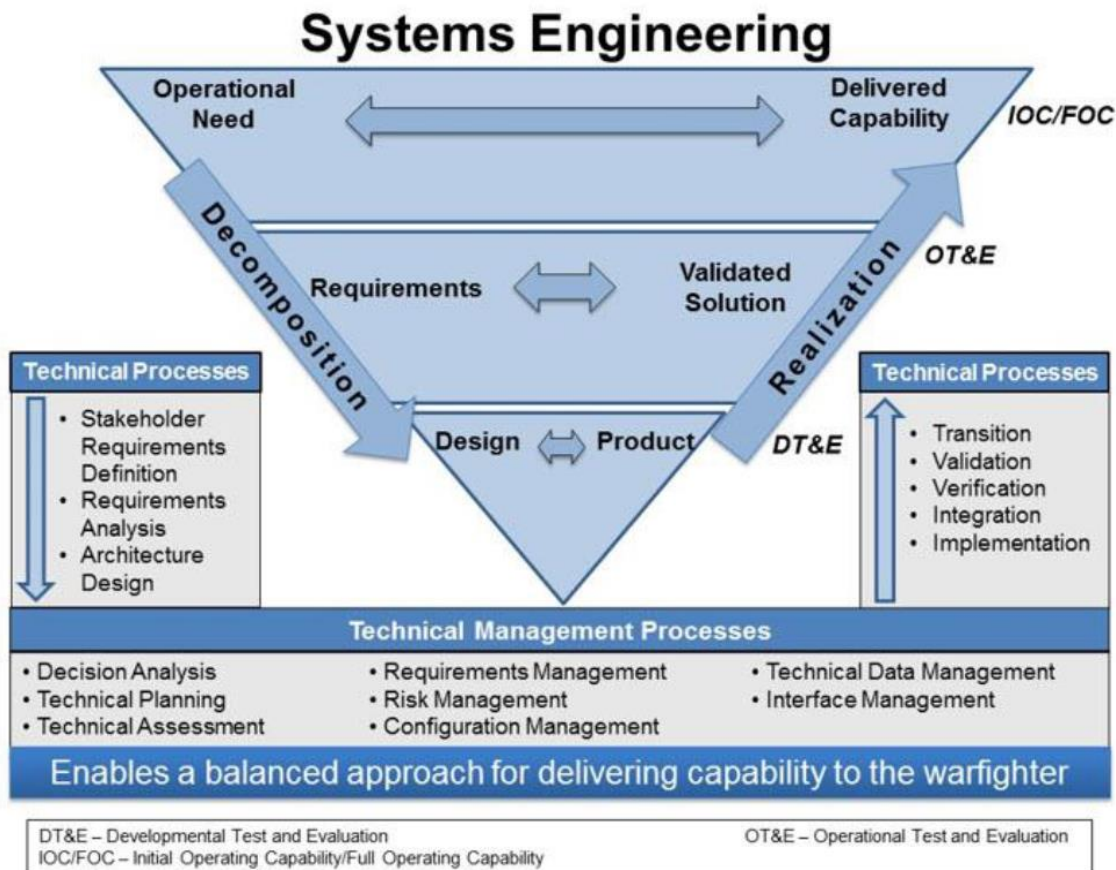 Systems Engineering
Operational
Need
Delivered
Capability
IOC/FOC
Decomposition
Realization
OT&E
Requirements
Validated
Solution
Design
Product
DT&E
Technical Processes
• Stakeholder
Requirements
Definition
• Requirements
Analysis
• Architecture
Design
Technical Processes
• Transition
• Validation
• Verification
• Integration
• Implementation
Technical Management Processes
• Decision Analysis
• Technical Planning
• Technical Assessment
• Requirements Management
• Risk Management
• Configuration Management
• Technical Data Management
• Interface Management
Enables a balanced approach for delivering capability to the warfighter
DT&E – Developmental Test and Evaluation
OT&E – Operational Test and Evaluation
IOC/FOC – Initial Operating Capability/Full Operating Capability